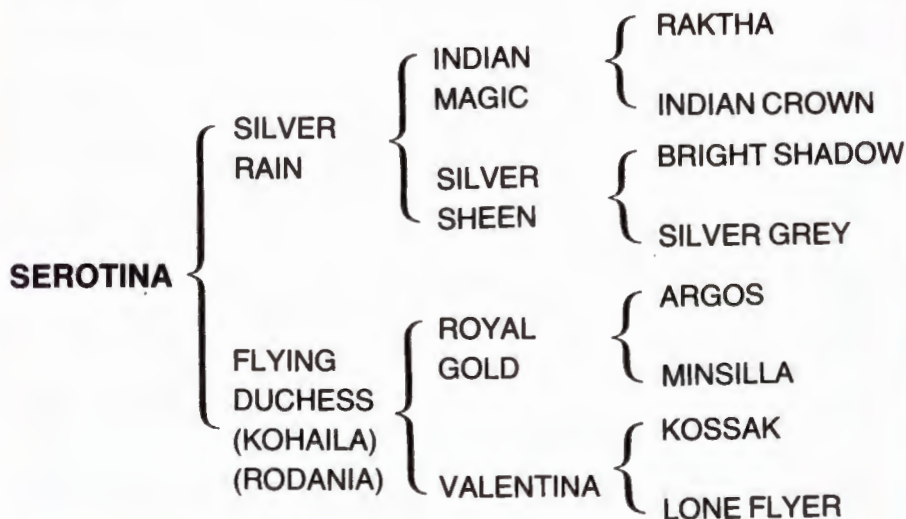 RAKTHA
INDIAN
MAGIC
INDIAN CROWN
SILVER
RAIN
BRIGHT SHADOW
SILVER
SHEEN
SILVER GREY
SEROTINA
ARGOS
ROYAL
GOLD
FLYING
DUCHESS
(KOHAILA)
(RODANIA)
MINSILLA
KOSSAK
VALENTINA
LONE FLYER